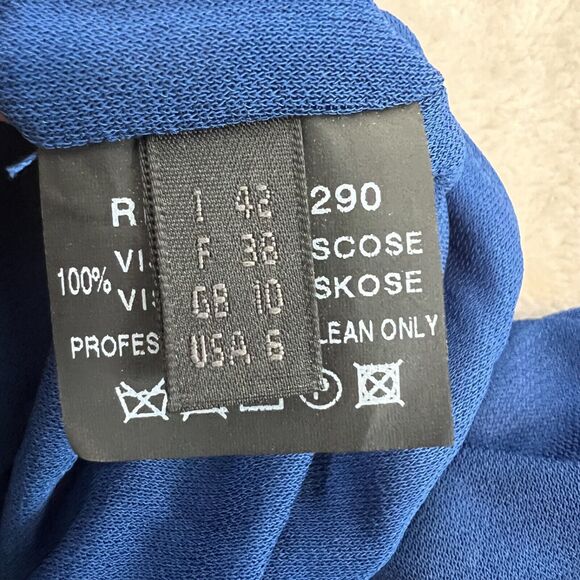 R 290
I 42
F 38
GB 10
USA 6
100% VI SCOSE
VI SKOSE
PROFES LEAN ONLY
P